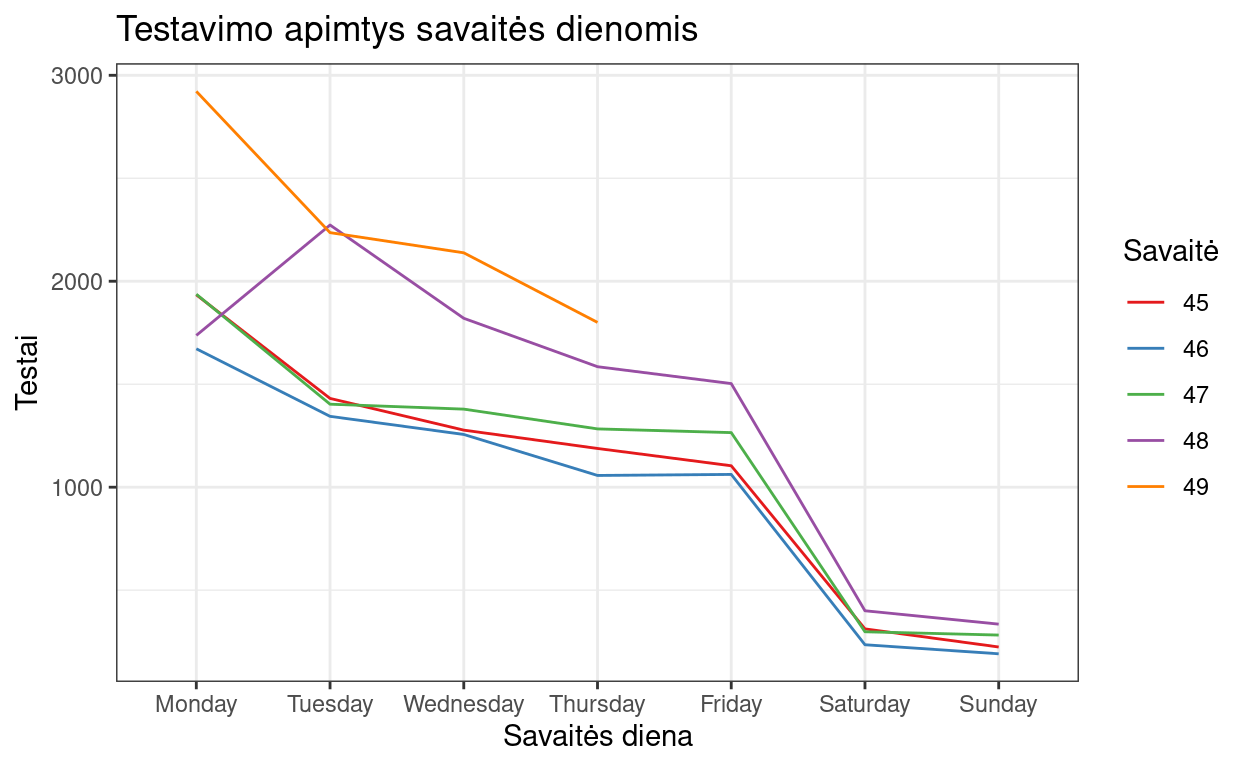 Testavimo apimtys savaitės dienomis
3000
2000
1000
Testai
Monday Tuesday Wednesday Thursday Friday Saturday Sunday
Savaitės diena
Savaitė
45
46
47
48
49